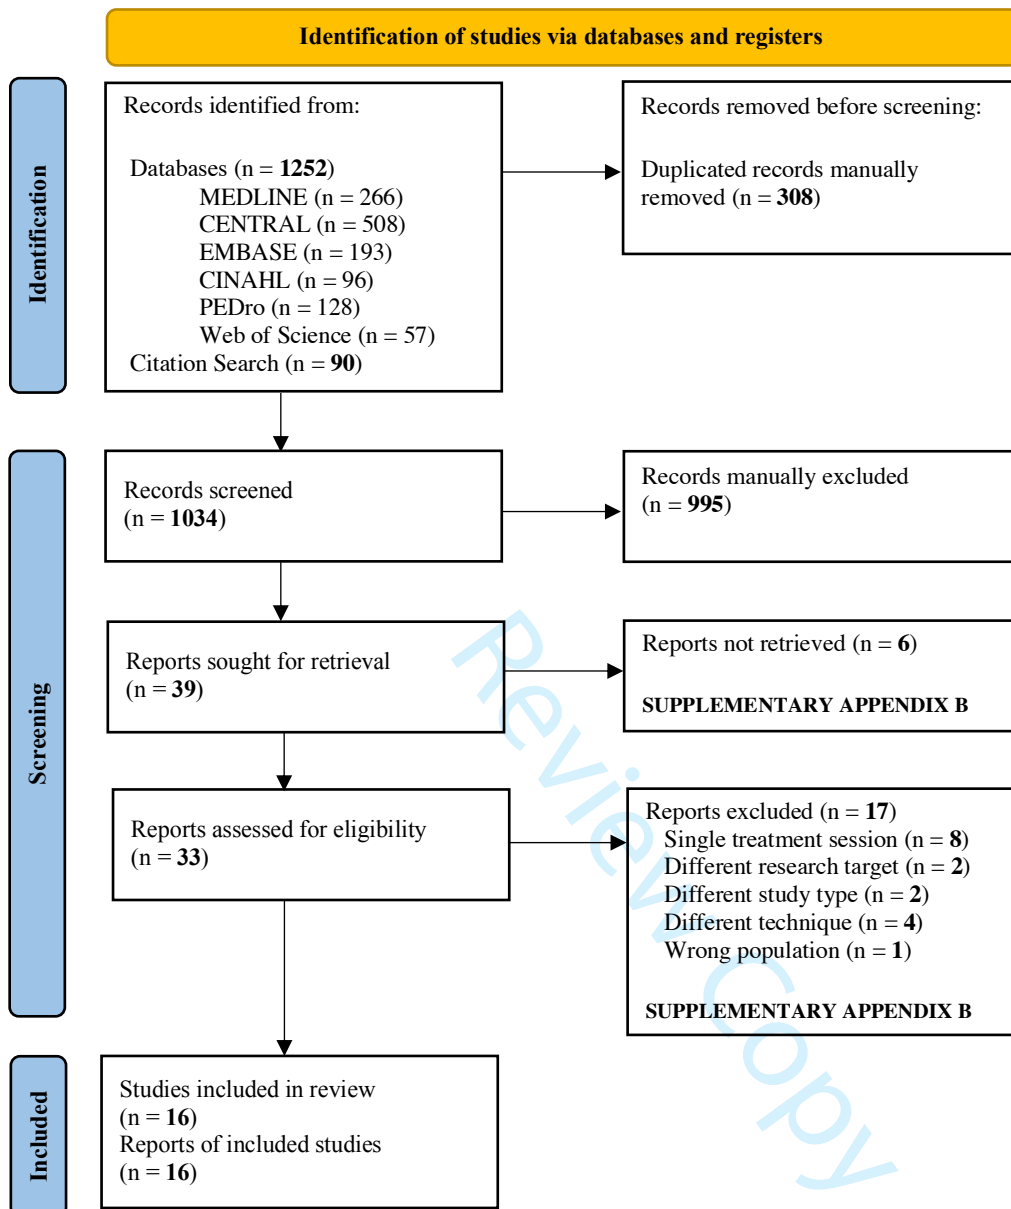 Identification of studies via databases and registers
Identification
Records identified from:
Databases (n = 1252)
MEDLINE (n = 266)
CENTRAL (n = 508)
EMBASE (n = 193)
CINAHL (n = 96)
PEDro (n = 128)
Web of Science (n = 57)
Citation Search (n = 90)
Records removed before screening:
Duplicated records manually
removed (n = 308)
Screening
Records screened
(n = 1034)
Records manually excluded
(n = 995)
Reports sought for retrieval
(n = 39)
Reports not retrieved (n = 6)
SUPPLEMENTARY APPENDIX B
Reports assessed for eligibility
(n = 33)
Reports excluded (n = 17)
Single treatment session (n = 8)
Different research target (n = 2)
Different study type (n = 2)
Different technique (n = 4)
Wrong population (n = 1)
SUPPLEMENTARY APPENDIX B
Included
Studies included in review
(n = 16)
Reports of included studies
(n = 16)
Review Copy